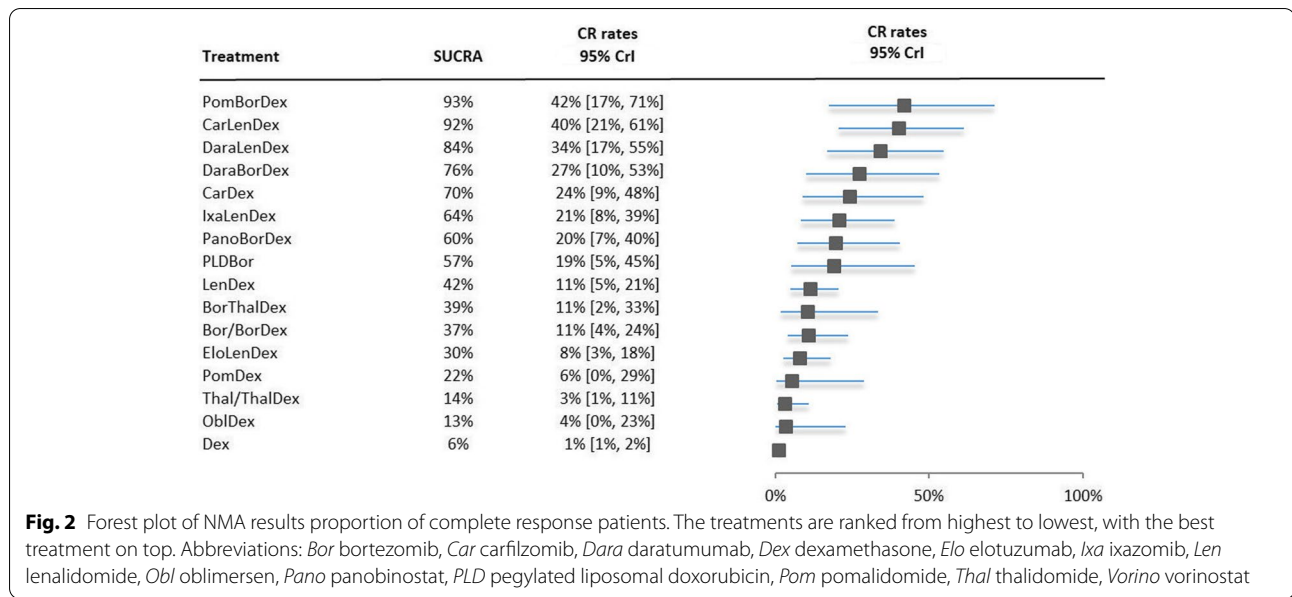 CR rates CR rates
Treatment SUCRA 95% CrI 95% CrI
PomBorDex 93% 42% [17%, 71%]
CarLenDex 92% 40% [21%, 61%]
DaraLenDex 84% 34% [17%, 55%]
DaraBorDex 76% 27% [10%, 53%]
CarDex 70% 24% [9%, 48%]
IxaLenDex 64% 21% [8%, 39%]
PanoBorDex 60% 20% [7%, 40%]
PLDBor 57% 19% [5%, 45%]
LenDex 42% 11% [5%, 21%]
BorThalDex 39% 11% [2%, 33%]
Bor/BorDex 37% 11% [4%, 24%]
EloLenDex 30% 8% [3%, 18%]
PomDex 22% 6% [0%, 29%]
Thal/ThalDex 14% 3% [1%, 11%]
OblDex 13% 4% [0%, 23%]
Dex 6% 1% [1%, 2%]
0% 50% 100%
Fig. 2 Forest plot of NMA results proportion of complete response patients. The treatments are ranked from highest to lowest, with the best
treatment on top. Abbreviations: Bor bortezomib, Car carfilzomib, Dara daratumumab, Dex dexamethasone, Elo elotuzumab, Ixa ixazomib, Len
lenalidomide, Obl oblimersen, Pano panobinostat, PLD pegylated liposomal doxorubicin, Pom pomalidomide, Thal thalidomide, Vorino vorinostat